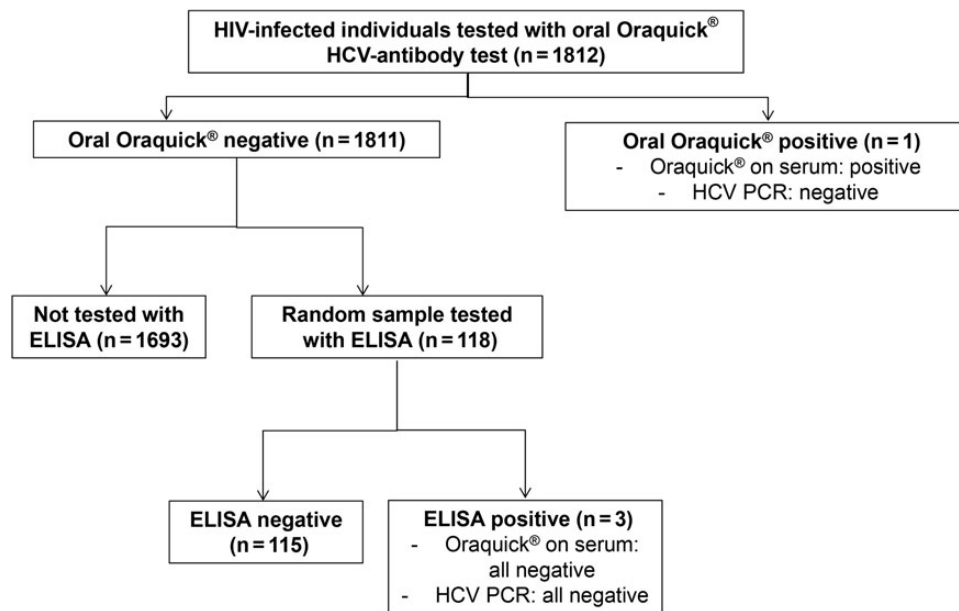 HIV-infected individuals tested with oral Oraquick®
HCV-antibody test (n = 1812)
Oral Oraquick® negative (n = 1811)
Oral Oraquick® positive (n = 1)
- Oraquick® on serum: positive
- HCV PCR: negative
Not tested with
ELISA (n = 1693)
Random sample tested
with ELISA (n = 118)
ELISA negative
(n = 115)
ELISA positive (n = 3)
- Oraquick® on serum:
all negative
- HCV PCR: all negative